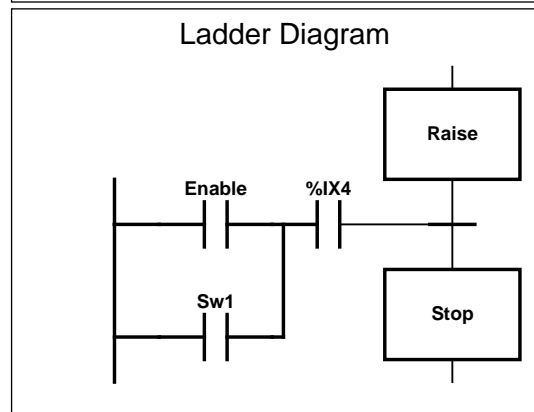 Ladder Diagram
Raise
Enable %IX4
Sw1
Stop